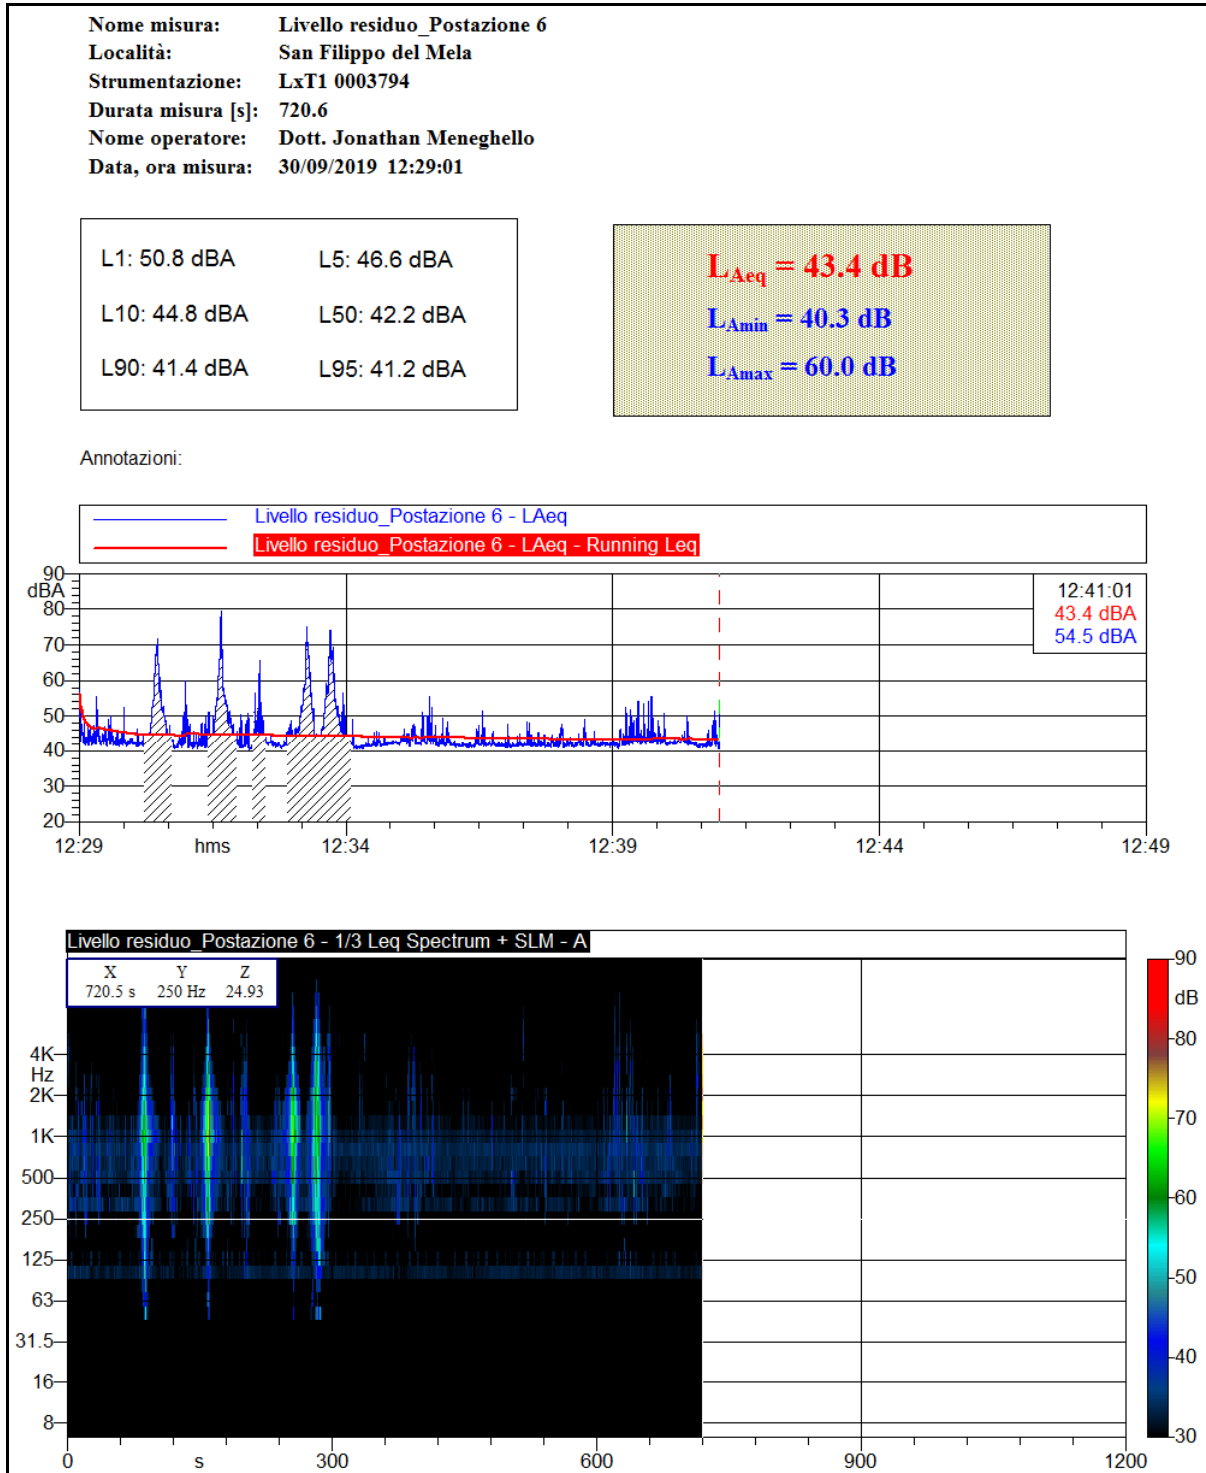 Nome misura: Livello residuo_Postazione 6
Località: San Filippo del Mela
Strumentazione: LxT1 0003794
Durata misura [s]: 720.6
Nome operatore: Dott. Jonathan Meneghello
Data, ora misura: 30/09/2019 12:29:01
L1: 50.8 dBA L5: 46.6 dBA
L10: 44.8 dBA L50: 42.2 dBA
L90: 41.4 dBA L95: 41.2 dBA
LAeq = 43.4 dB
LAmin = 40.3 dB
LAmax = 60.0 dB
Annotazioni:
Livello residuo_Postazione 6 - LAeq
Livello residuo_Postazione 6 - LAeq - Running Leq
90
dBA
80
70
60
50
40
30
20
12:41:01
43.4 dBA
54.5 dBA
12:29 hms 12:34 12:39 12:44 12:49
Livello residuo_Postazione 6 - 1/3 Leq Spectrum + SLM - A
X Y Z
720.5 s 250 Hz 24.93
4K
Hz
2K
1K
500
250
125
63
31.5
16
8
0 s 300 600 900 1200
90
dB
80
70
60
50
40
30